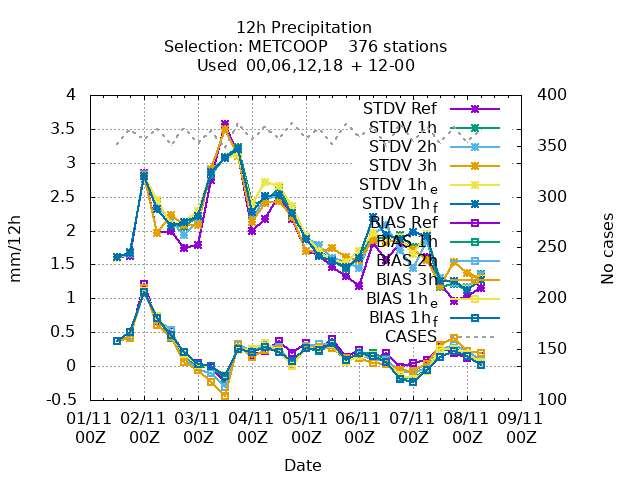 12h Precipitation
Selection: METCOOP    376 stations
Used  00,06,12,18  + 12-00
4
3.5
3
2.5
2
1.5
1
0.5
0
-0.5
mm/12h
400
350
300
250
200
150
100
No cases
STDV Ref
STDV 1h
STDV 2h
STDV 3h
STDV 1he
STDV 1hf
BIAS Ref
BIAS 1h
BIAS 2h
BIAS 3h
BIAS 1he
BIAS 1hf
CASES
01/11 02/11 03/11 04/11 05/11 06/11 07/11 08/11 09/11
00Z 00Z 00Z 00Z 00Z 00Z 00Z 00Z 00Z
Date